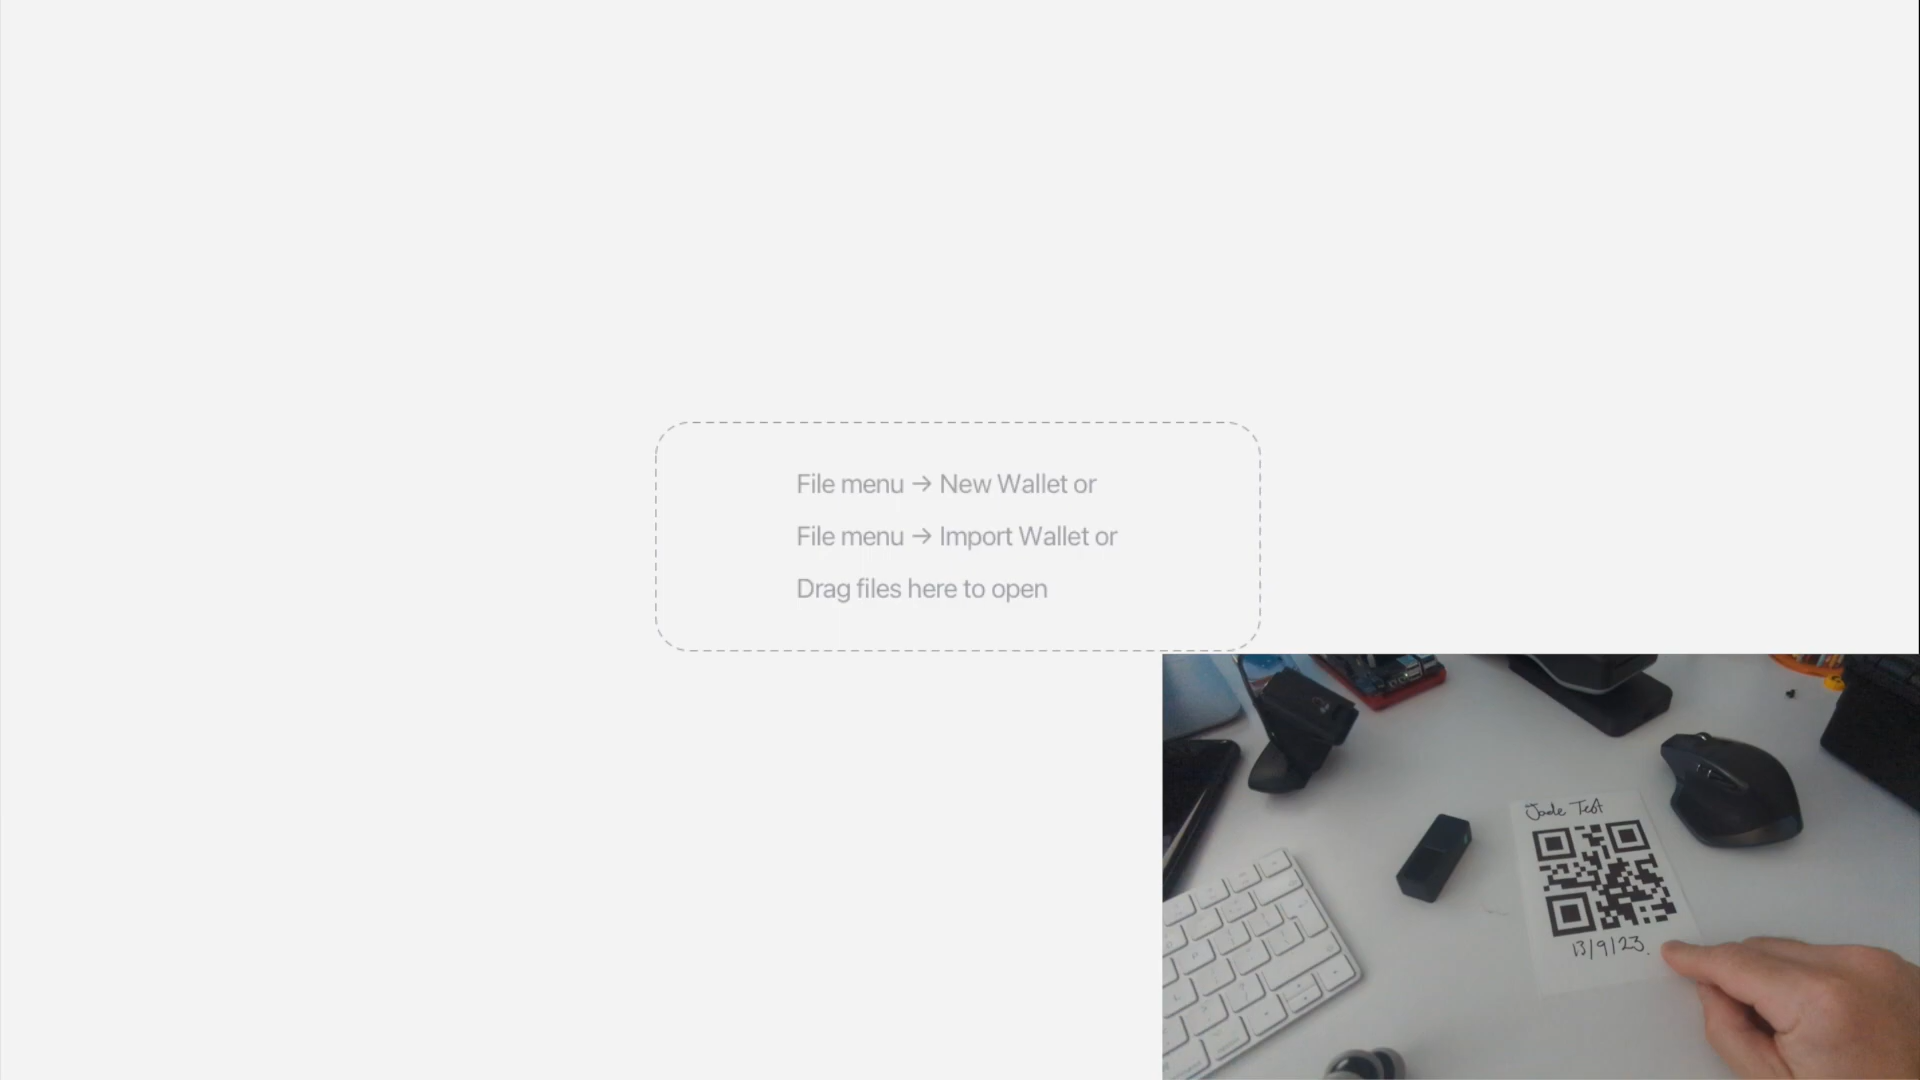 File menu → New Wallet or
File menu → Import Wallet or
Drag files here to open
Jade Test
13/9/23.